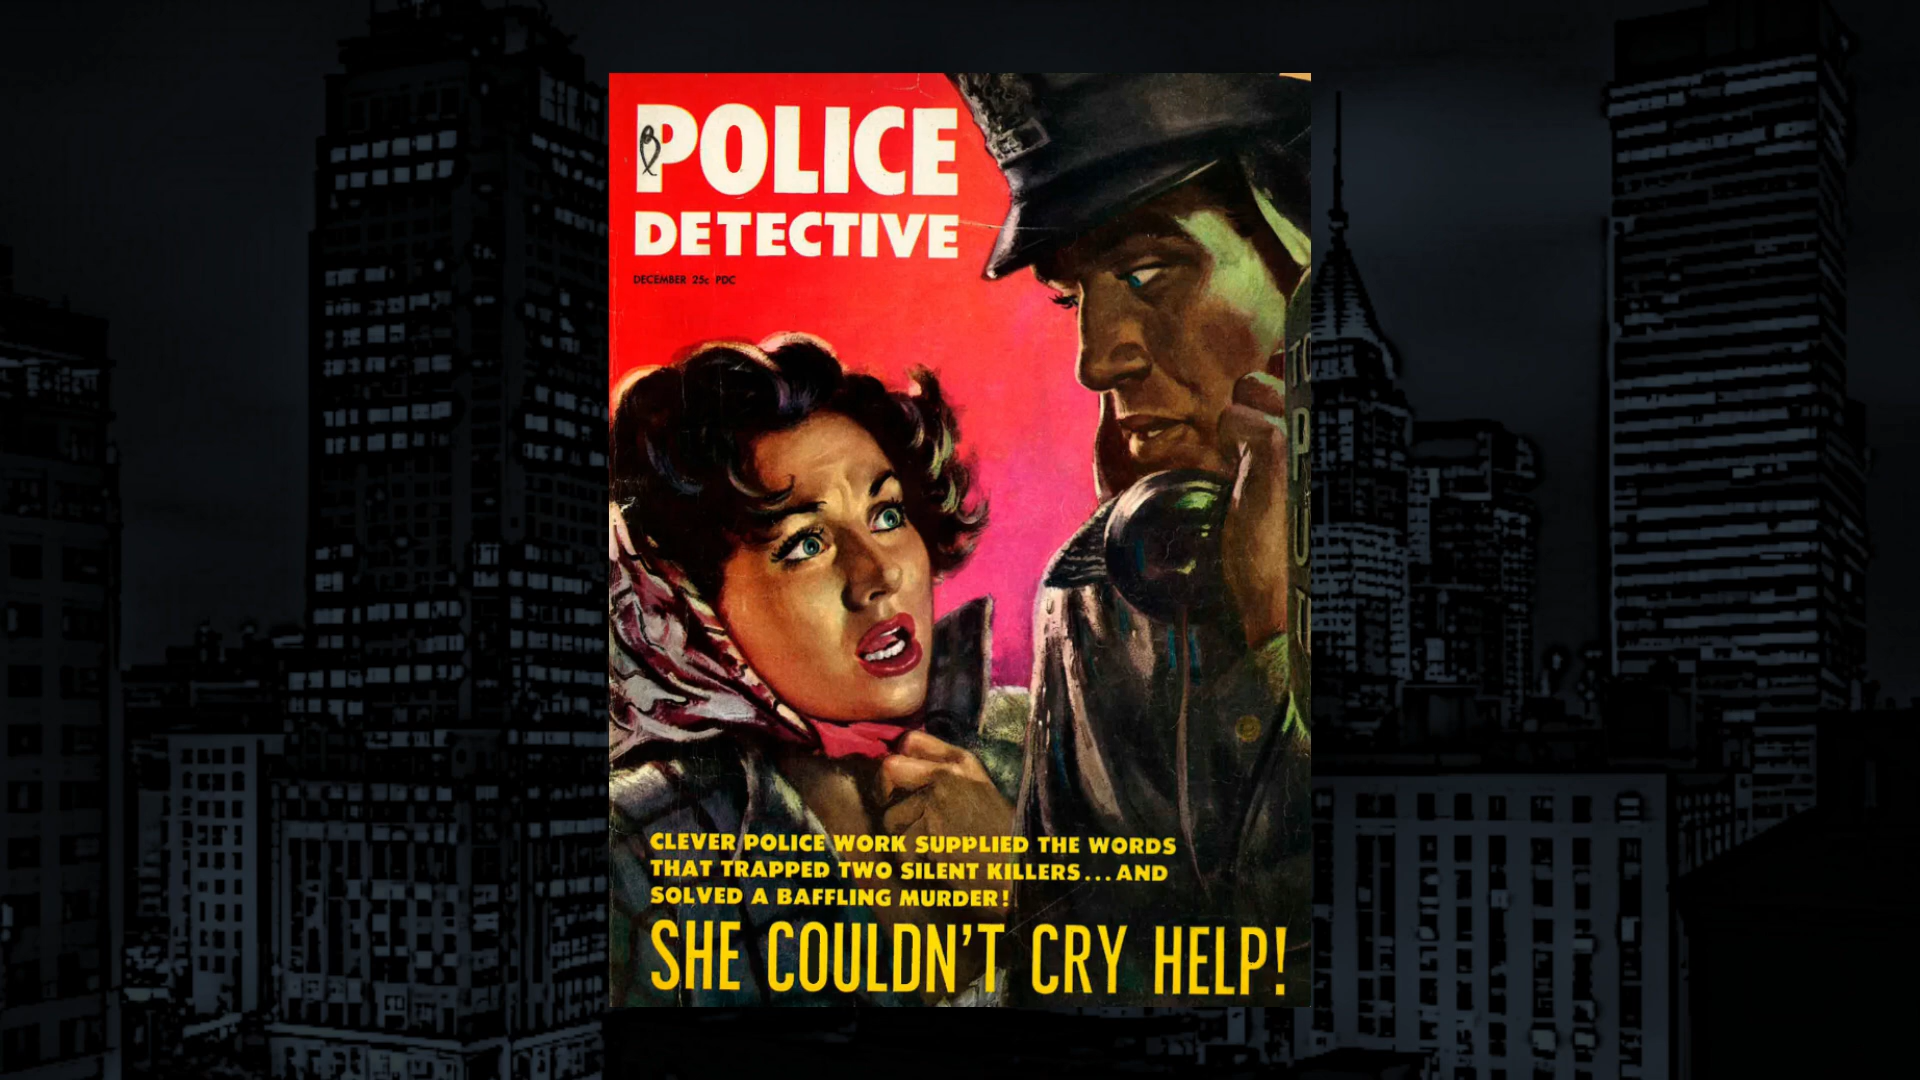 POLICE
DETECTIVE
DECEMBER 25c PDC
CLEVER POLICE WORK SUPPLIED THE WORDS
THAT TRAPPED TWO SILENT KILLERS...AND
SOLVED A BAFFLING MURDER!
SHE COULDN'T CRY HELP!